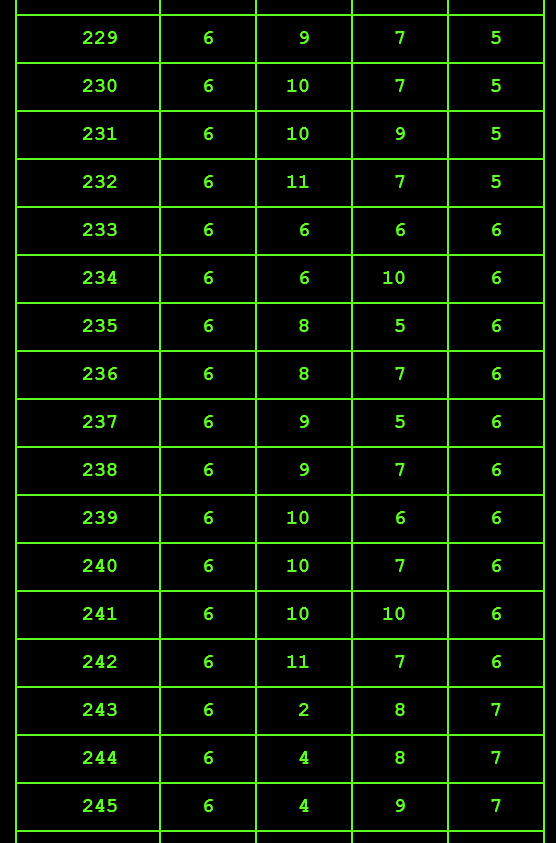 229 6 9 7 5
230 6 10 7 5
231 6 10 9 5
232 6 11 7 5
233 6 6 6 6
234 6 6 10 6
235 6 8 5 6
236 6 8 7 6
237 6 9 5 6
238 6 9 7 6
239 6 10 6 6
240 6 10 7 6
241 6 10 10 6
242 6 11 7 6
243 6 2 8 7
244 6 4 8 7
245 6 4 9 7